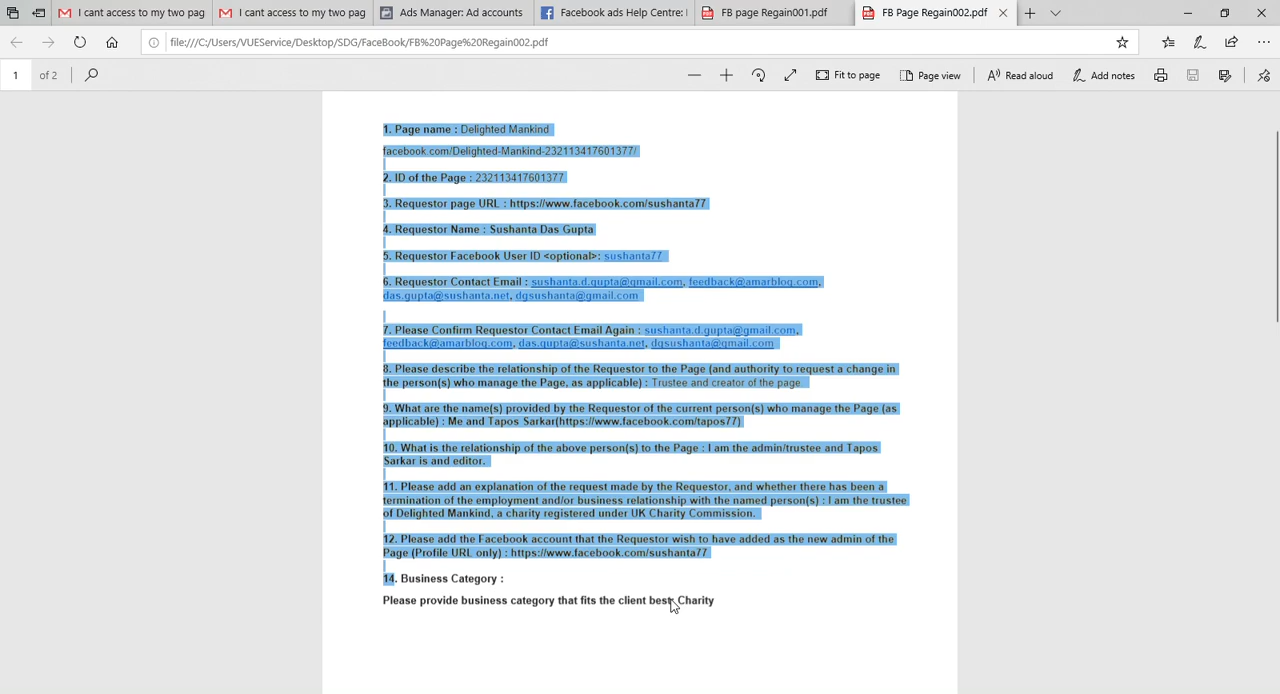 I cant access to my two pag
I cant access to my two pag
Ads Manager: Ad accounts
Facebook ads Help Centre: I
FB page Regain001.pdf
FB Page Regain002.pdf
file:///C:/Users/VUEService/Desktop/SDG/FaceBook/FB%20Page%20Regain002.pdf
1 of 2
Fit to page
Page view
Read aloud
Add notes
1. Page name : Delighted Mankind
facebook.com/Delighted-Mankind-232113417601377/
2. ID of the Page : 232113417601377
3. Requestor page URL : https://www.facebook.com/sushanta77
4. Requestor Name : Sushanta Das Gupta
5. Requestor Facebook User ID <optional>: sushanta77
6. Requestor Contact Email : sushanta.d.gupta@gmail.com, feedback@amarblog.com,
das.gupta@sushanta.net, dgsushanta@gmail.com
7. Please Confirm Requestor Contact Email Again : sushanta.d.gupta@gmail.com,
feedback@amarblog.com, das.gupta@sushanta.net, dgsushanta@gmail.com
8. Please describe the relationship of the Requestor to the Page (and authority to request a change in
the person(s) who manage the Page, as applicable) : Trustee and creator of the page
9. What are the name(s) provided by the Requestor of the current person(s) who manage the Page (as
applicable) : Me and Tapos Sarkar(https://www.facebook.com/tapos77)
10. What is the relationship of the above person(s) to the Page : I am the admin/trustee and Tapos
Sarkar is and editor.
11. Please add an explanation of the request made by the Requestor, and whether there has been a
termination of the employment and/or business relationship with the named person(s) : I am the trustee
of Delighted Mankind, a charity registered under UK Charity Commission.
12. Please add the Facebook account that the Requestor wish to have added as the new admin of the
Page (Profile URL only) : https://www.facebook.com/sushanta77
14. Business Category :
Please provide business category that fits the client best: Charity